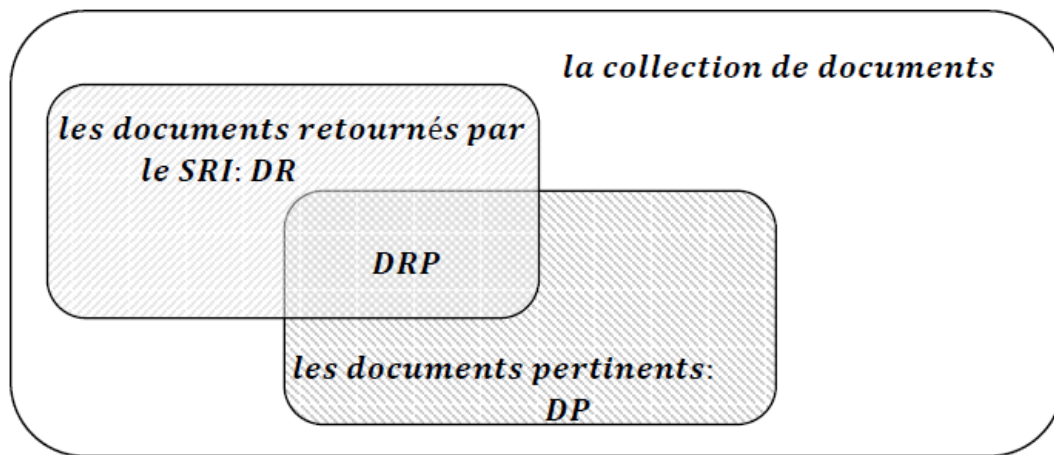 la collection de documents
les documents retournés par
le SRI: DR
DRP
les documents pertinents:
DP